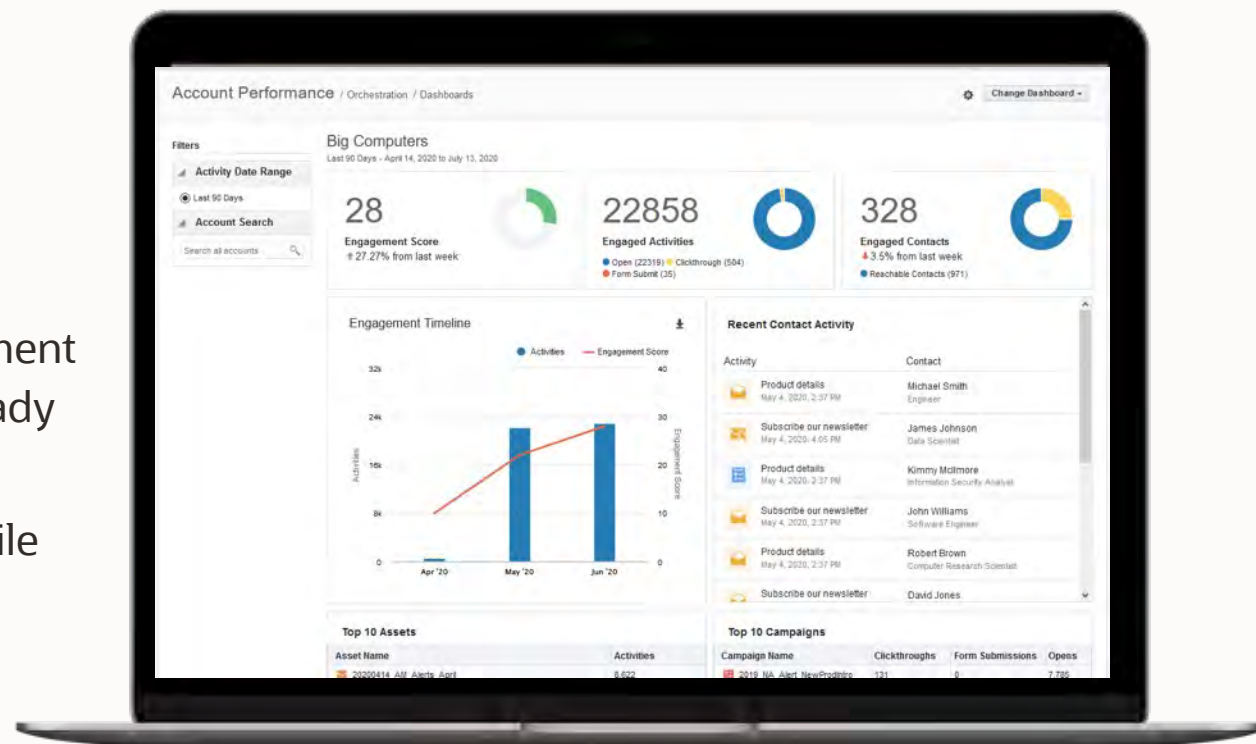 ment
ady
ile
Account Performance / Orchestration / Dashboards
Change Dashboard
Filters
Activity Date Range
Last 90 Days
Account Search
Search all accounts
Big Computers
Last 90 Days - April 14, 2020 to July 13, 2020
28
Engagement Score
↑ 27.27% from last week
22858
Engaged Activities
Open (22319) Clickthrough (504)
Form Submit (35)
328
Engaged Contacts
↓ 3.5% from last week
Reachable Contacts (971)
Engagement Timeline
Activities Engagement Score
32k 40
24k 30
16k 20
8k 10
0 0
Activities
Engagement Score
Apr '20 May '20 Jun '20
Recent Contact Activity
Activity Contact
Product details Michael Smith
May 4, 2020, 2:37 PM Engineer
Subscribe our newsletter James Johnson
May 4, 2020, 4:05 PM Data Scientist
Product details Kimmy McIlmore
May 4, 2020, 2:37 PM Information Security Analyst
Subscribe our newsletter John Williams
May 4, 2020, 2:37 PM Software Engineer
Product details Robert Brown
May 4, 2020, 2:37 PM Computer Research Scientist
Subscribe our newsletter David Jones
Top 10 Assets
Asset Name Activities
20200414_AM_Alerts_April 8,622
Top 10 Campaigns
Campaign Name Clickthroughs Form Submissions Opens
2019_NA_Alert_NewProdIntro 131 0 7,785